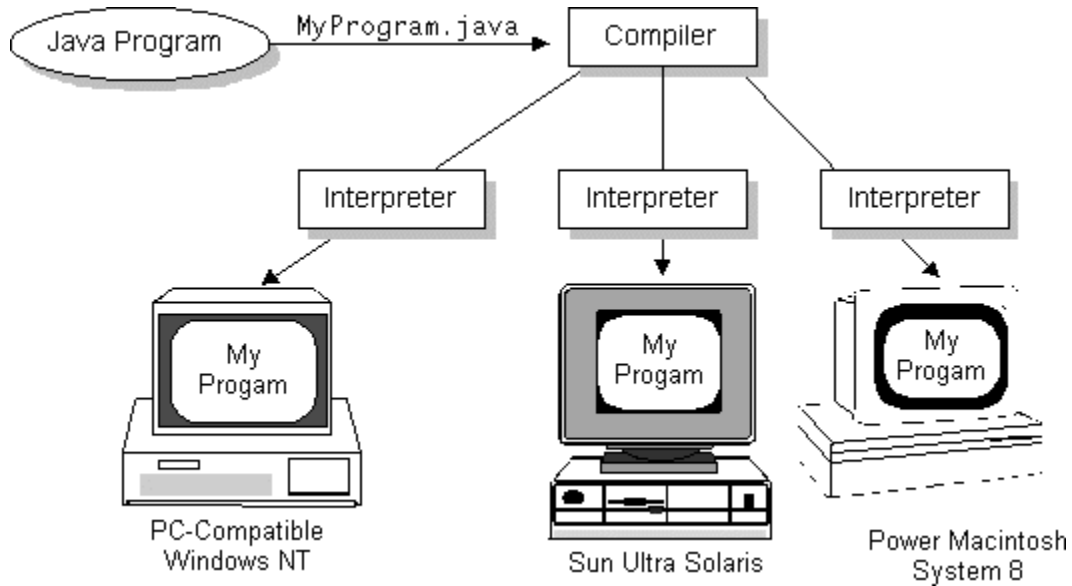 Java Program
MyProgram.java
Compiler
Interpreter
Interpreter
Interpreter
My
Progam
My
Progam
My
Progam
PC-Compatible
Windows NT
Sun Ultra Solaris
Power Macintosh
System 8